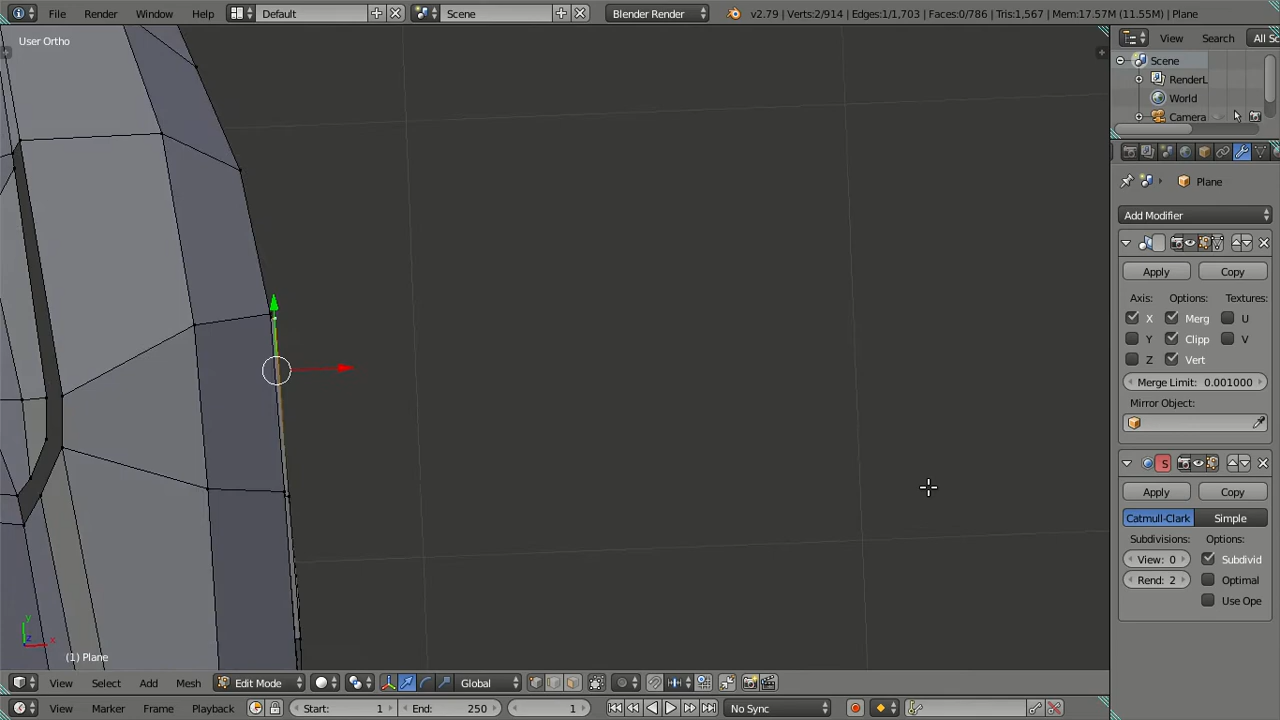 File Render Window Help Default Scene Blender Render v2.79 | Verts:2/914 | Edges:1/1,703 | Faces:0/786 | Tris:1,567 | Mem:17.57M (11.55M) | Plane
User Ortho
View Search All Sc
Scene
RenderL
World
Camera
Plane
Add Modifier
Apply Copy
Axis: Options: Textures:
X Merg U
Y Clipp V
Z Vert
Merge Limit: 0.001000
Mirror Object:
S
Apply Copy
Catmull-Clark Simple
Subdivisions: Options:
View: 0 Subdivid
Rend: 2 Optimal
Use Ope
y
z x
(1) Plane
View Select Add Mesh Edit Mode Global
View Marker Frame Playback Start: 1 End: 250 1 No Sync